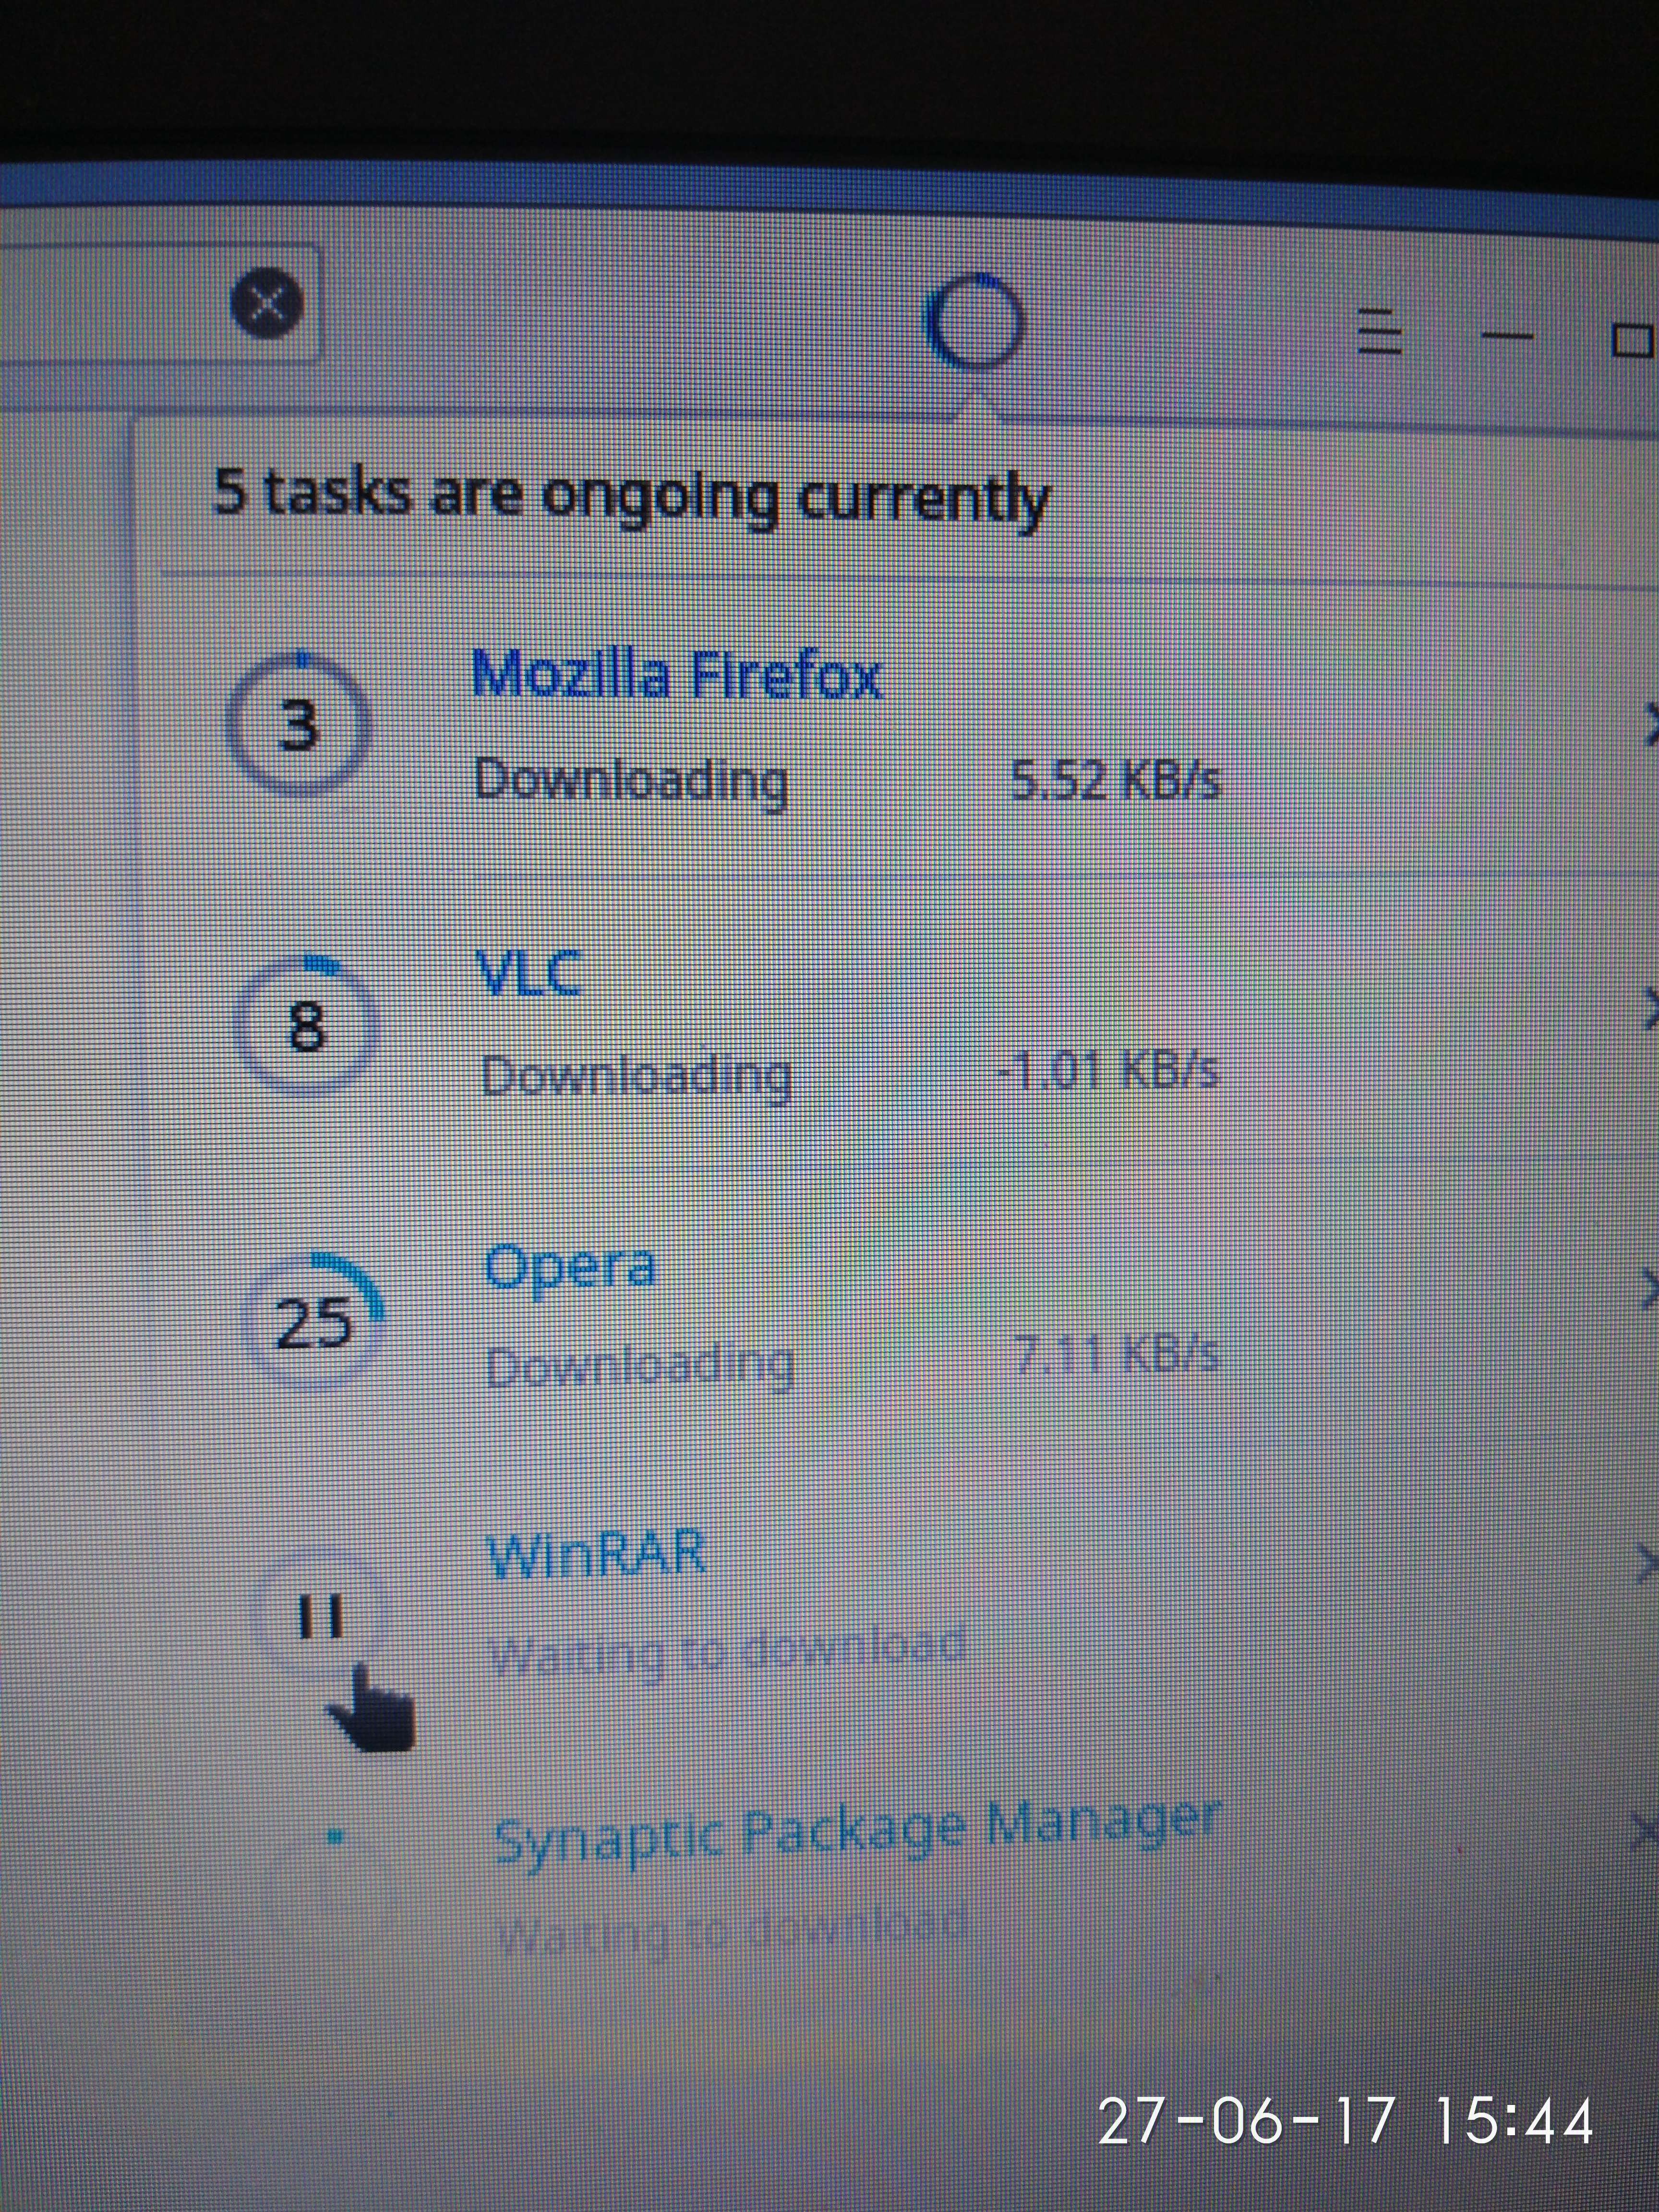 5 tasks are ongoing currently
3
Mozilla Firefox
Downloading 5.52 KB/s
8
VLC
Downloading -1.01 KB/s
25
Opera
Downloading 7.11 KB/s
WinRAR
Waiting to download
Synaptic Package Manager
Waiting to download
27-06-17 15:44